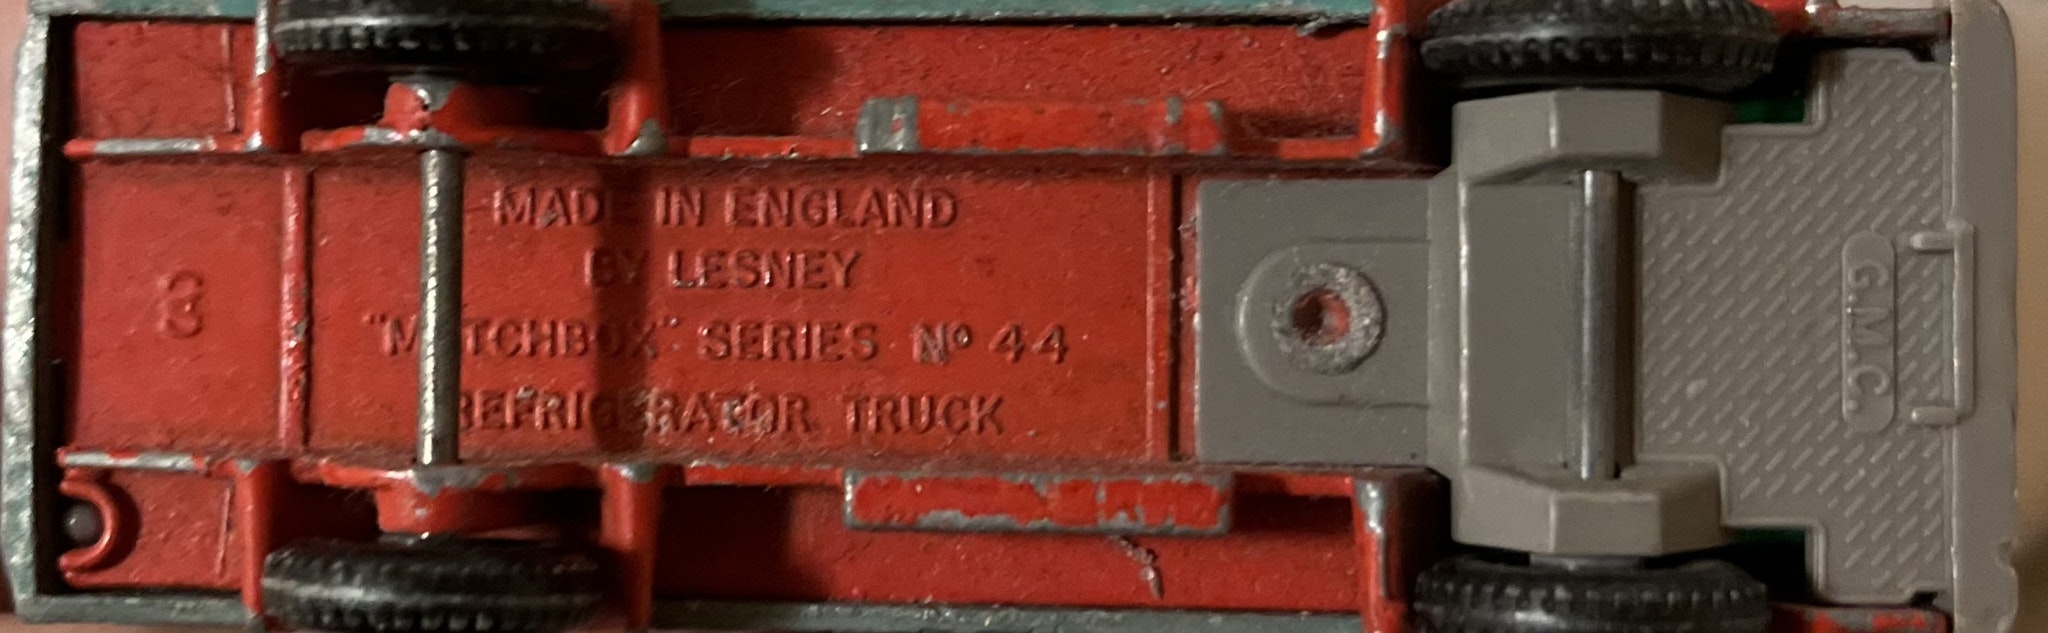 MADE IN ENGLAND
BY LESNEY
"MATCHBOX" SERIES Nº 44
REFRIGERATOR TRUCK
3
G.M.C.